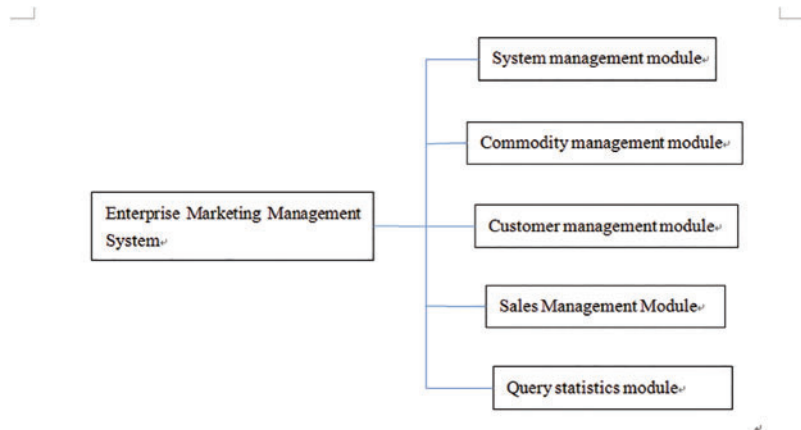 System management module
Commodity management module
Enterprise Marketing Management
System
Customer management module
Sales Management Module
Query statistics module